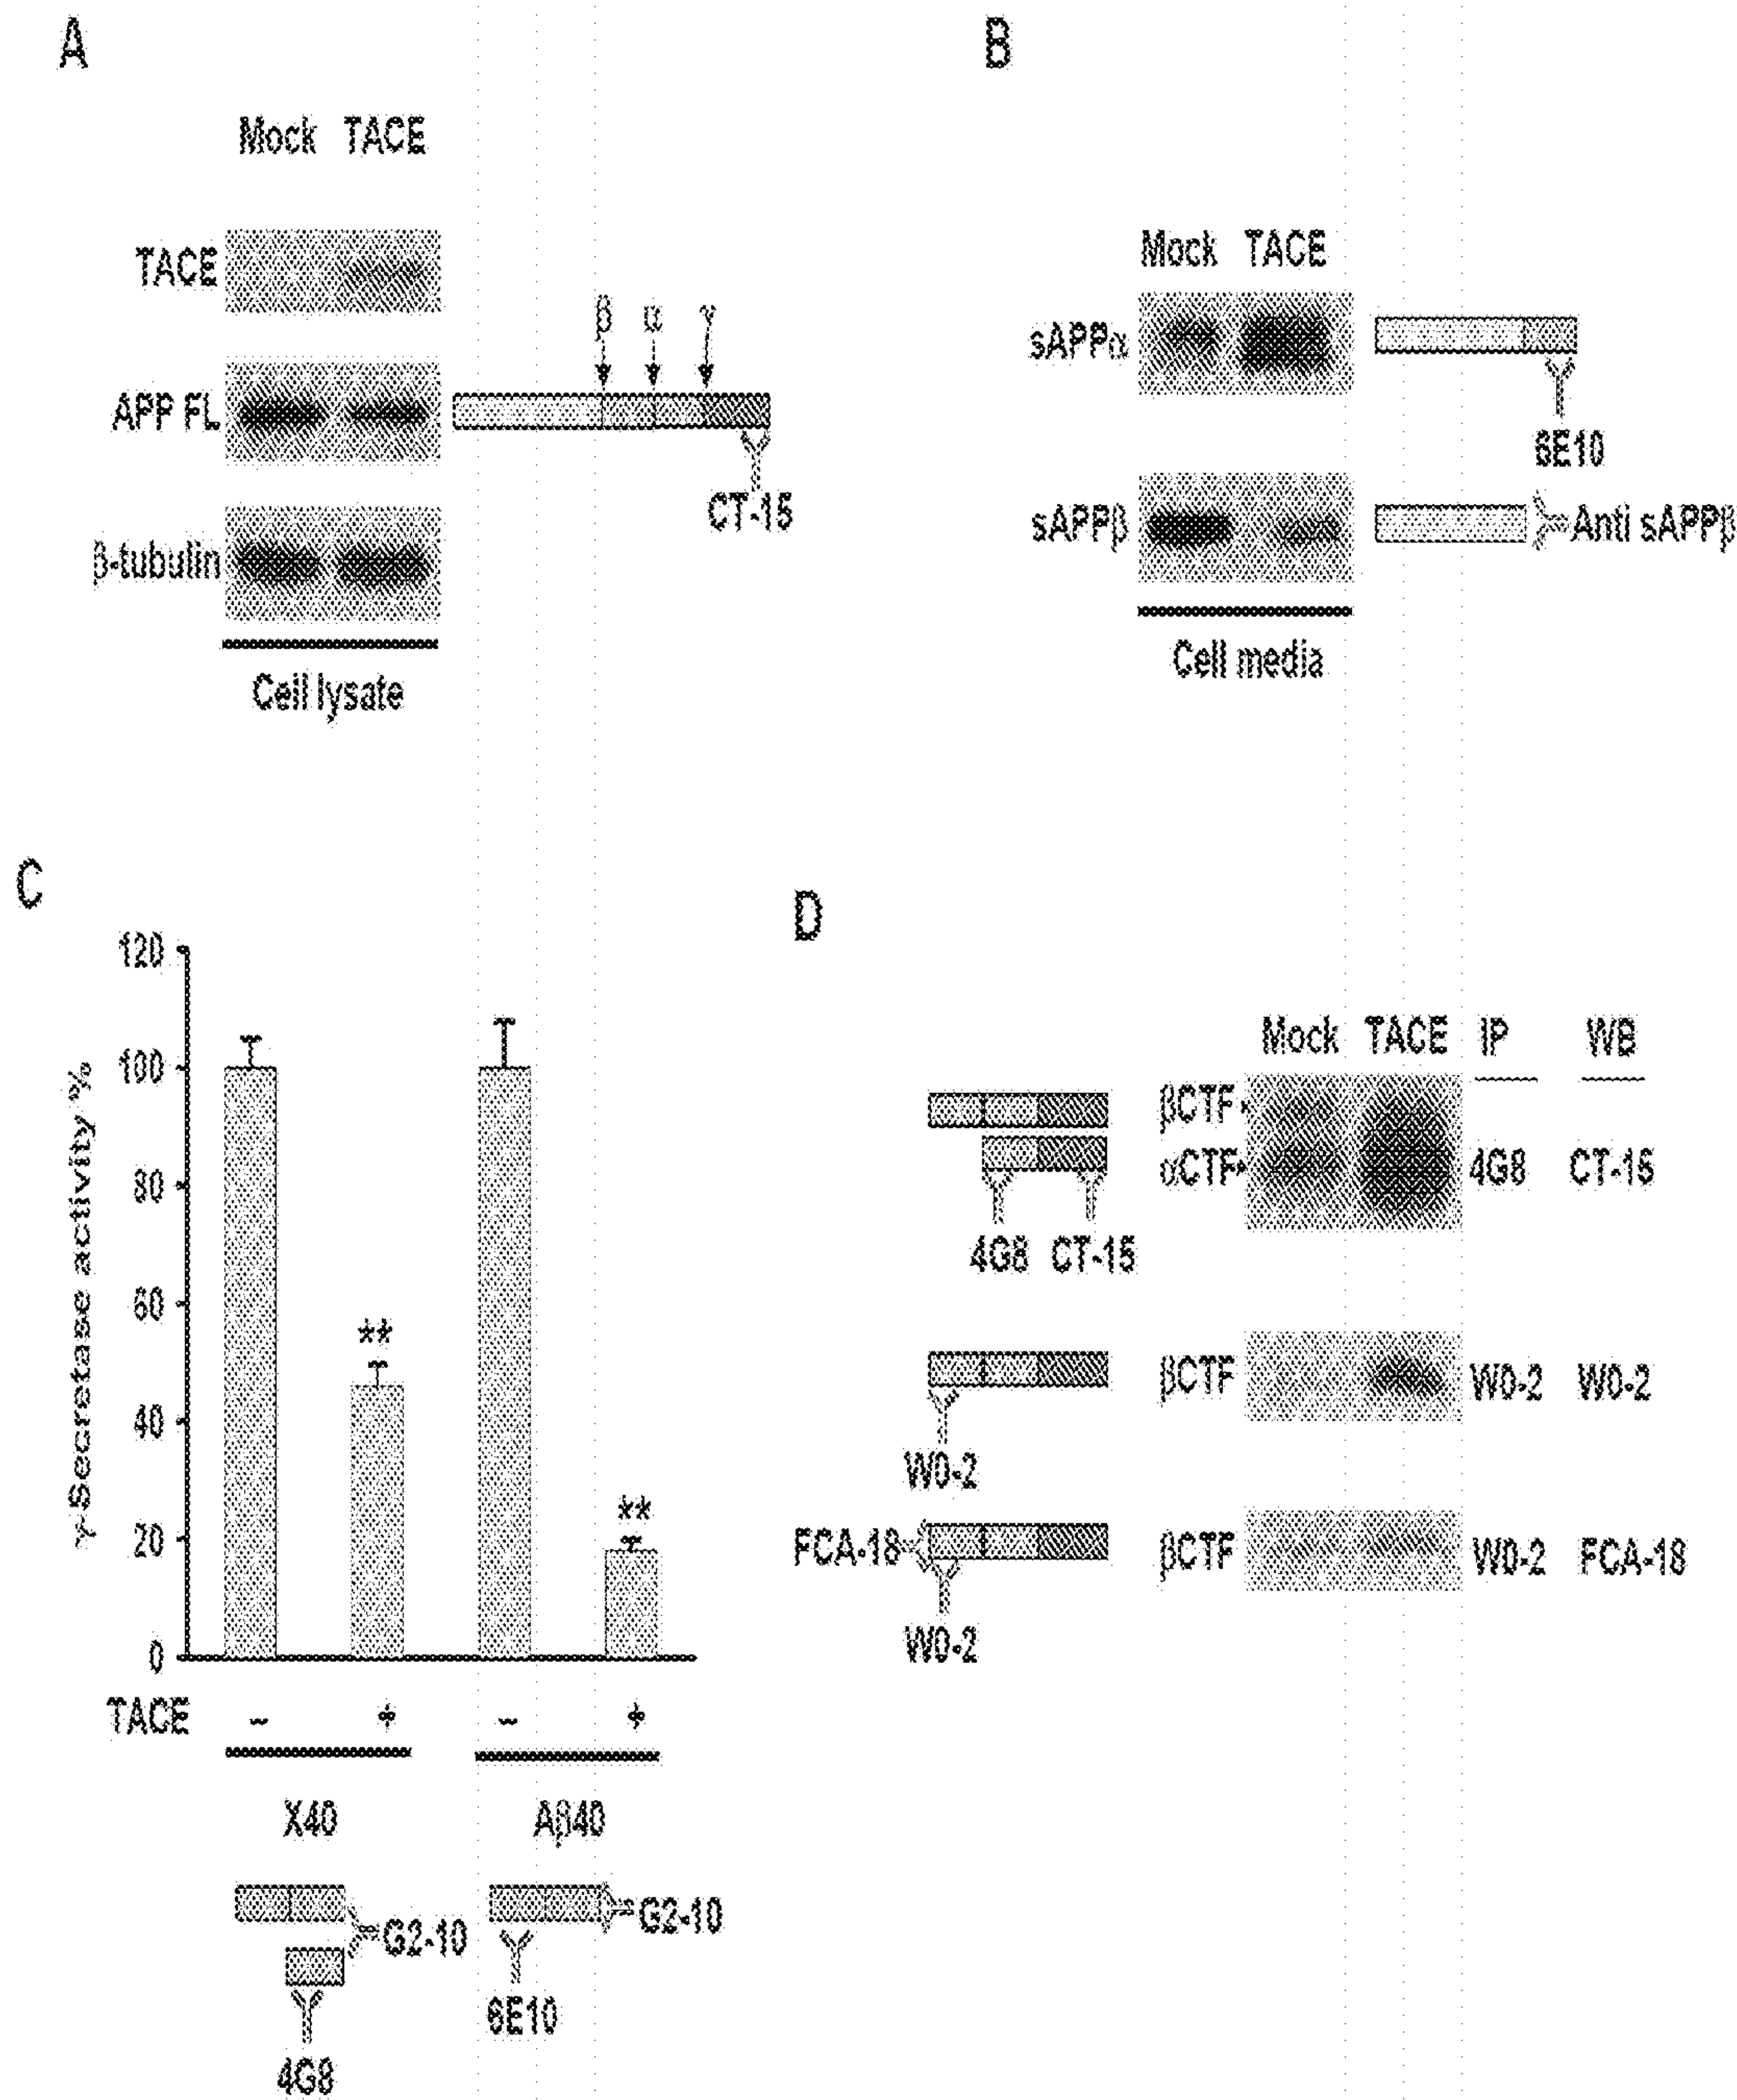 A
Mock TACE
TACE
β α γ
APP FL
CT-15
β-tubulin
Cell lysate
B
Mock TACE
sAPPα
6E10
sAPPβ
Anti sAPPβ
Cell media
C
γ-Secretase activity %
120
100
80
60
40
20
0
**
**
TACE - + - +
X40 Aβ40
G2-10
4G8
G2-10
6E10
D
Mock TACE IP WB
βCTF
αCTF
4G8 CT-15
4G8 CT-15
βCTF W0-2 W0-2
W0-2
FCA-18 βCTF W0-2 FCA-18
W0-2